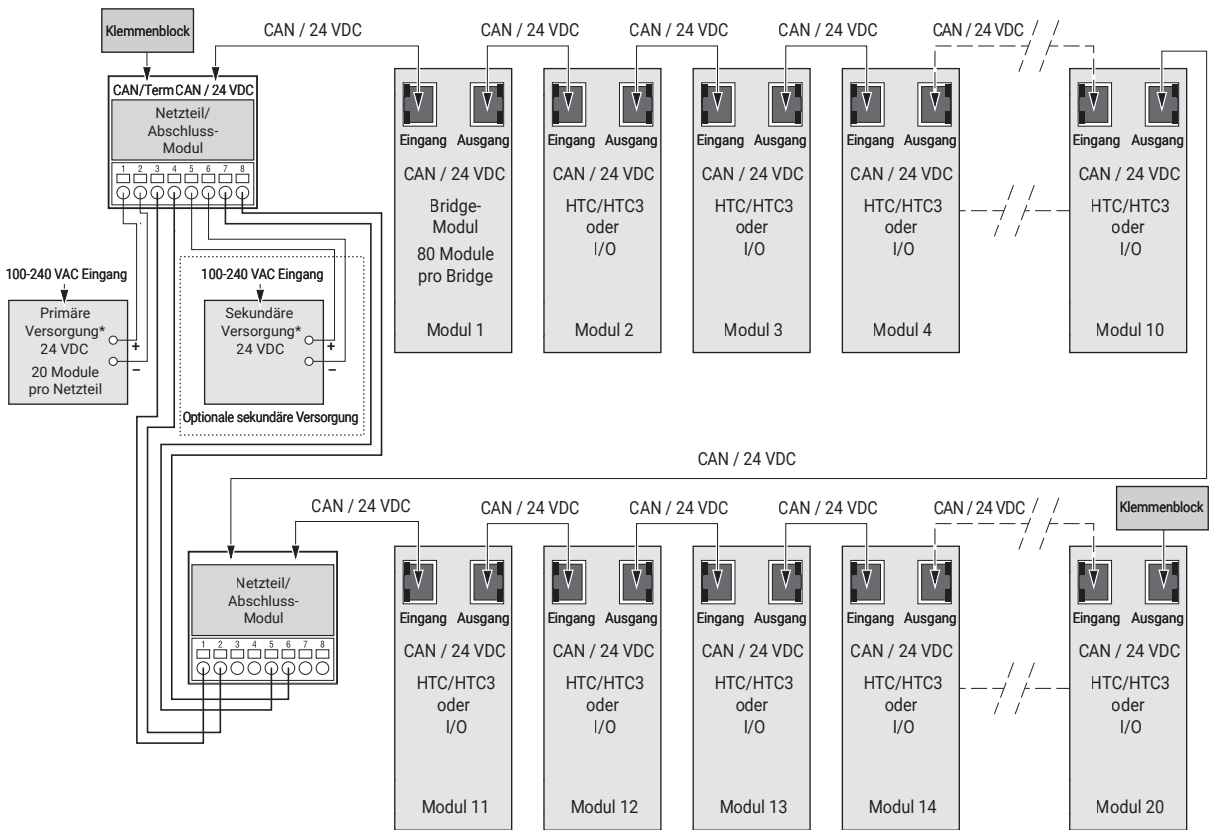 Klemmenblock
CAN / 24 VDC
CAN / 24 VDC
CAN / 24 VDC
CAN / 24 VDC
CAN / 24 VDC
CAN/Term CAN / 24 VDC
Netzteil/
Abschluss-
Modul
1 2 3 4 5 6 7 8
Eingang Ausgang
CAN / 24 VDC
Bridge-
Modul
80 Module
pro Bridge
Modul 1
Eingang Ausgang
CAN / 24 VDC
HTC/HTC3
oder
I/O
Modul 2
Eingang Ausgang
CAN / 24 VDC
HTC/HTC3
oder
I/O
Modul 3
Eingang Ausgang
CAN / 24 VDC
HTC/HTC3
oder
I/O
Modul 4
Eingang Ausgang
CAN / 24 VDC
HTC/HTC3
oder
I/O
Modul 10
100-240 VAC Eingang
Primäre
Versorgung*
24 VDC
20 Module
pro Netzteil
+
−
100-240 VAC Eingang
Sekundäre
Versorgung*
24 VDC
+
−
Optionale sekundäre Versorgung
CAN / 24 VDC
CAN / 24 VDC
CAN / 24 VDC
CAN / 24 VDC
CAN / 24 VDC
CAN / 24 VDC
Klemmenblock
Netzteil/
Abschluss-
Modul
1 2 3 4 5 6 7 8
Eingang Ausgang
CAN / 24 VDC
HTC/HTC3
oder
I/O
Modul 11
Eingang Ausgang
CAN / 24 VDC
HTC/HTC3
oder
I/O
Modul 12
Eingang Ausgang
CAN / 24 VDC
HTC/HTC3
oder
I/O
Modul 13
Eingang Ausgang
CAN / 24 VDC
HTC/HTC3
oder
I/O
Modul 14
Eingang Ausgang
CAN / 24 VDC
HTC/HTC3
oder
I/O
Modul 20